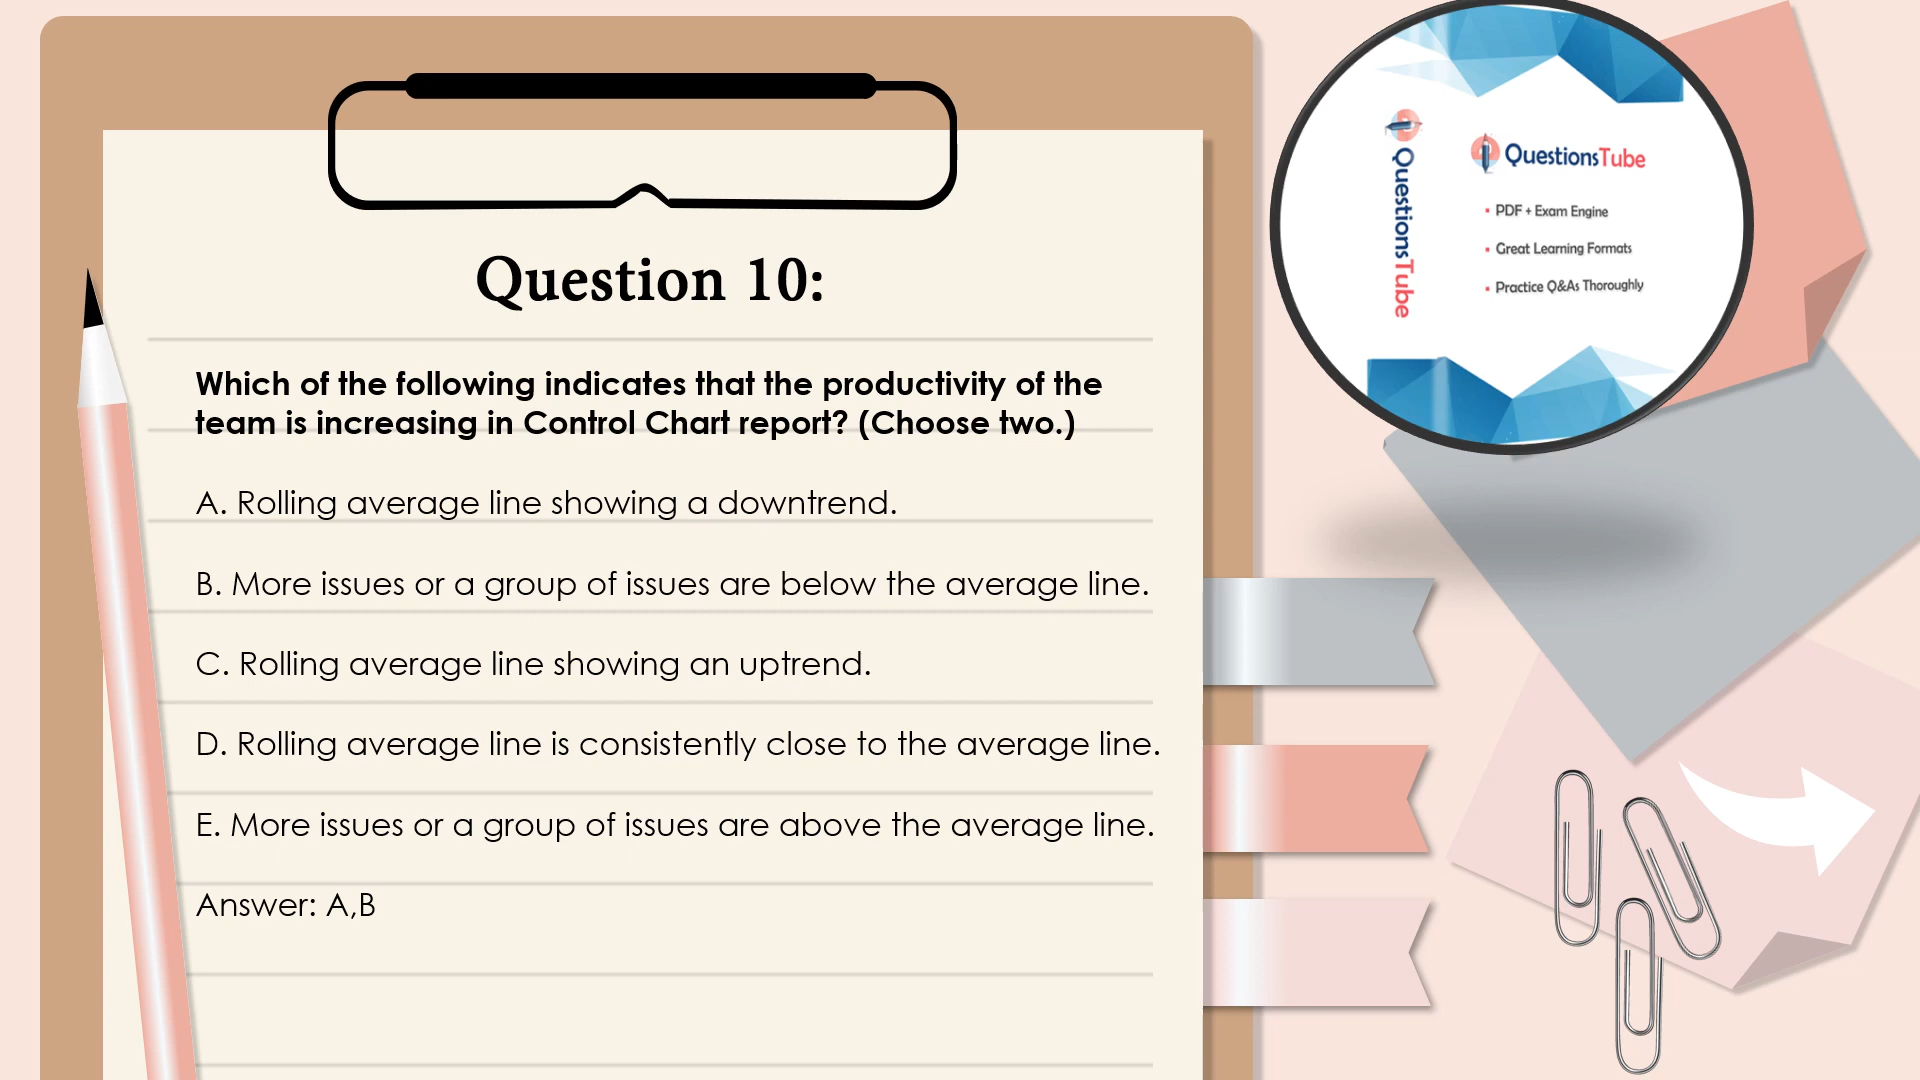 Question 10:
Which of the following indicates that the productivity of the
team is increasing in Control Chart report? (Choose two.)
A. Rolling average line showing a downtrend.
B. More issues or a group of issues are below the average line.
C. Rolling average line showing an uptrend.
D. Rolling average line is consistently close to the average line.
E. More issues or a group of issues are above the average line.
Answer: A,B
QuestionsTube
QuestionsTube
▪ PDF + Exam Engine
▪ Great Learning Formats
▪ Practice Q&As Thoroughly